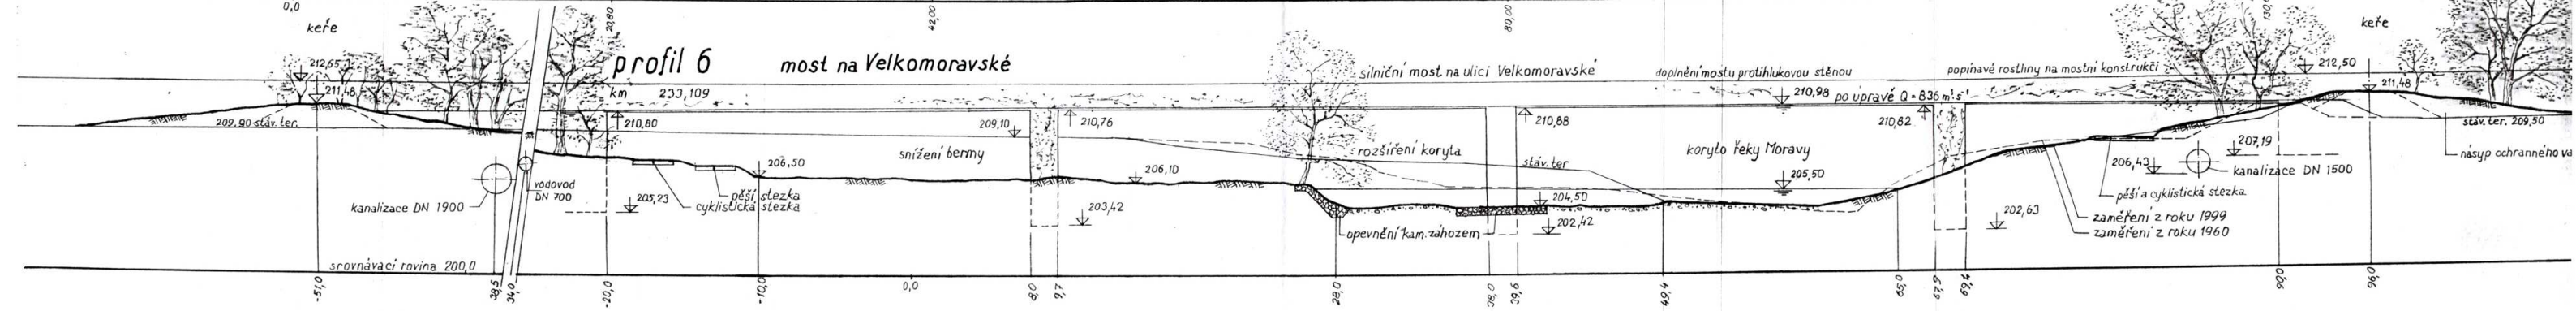 0,0
20,80
42,00
80,00
130,
keře
keře
212,65
211,48
profil 6 most na Velkomoravské
km 233,109
silniční most na ulici Velkomoravské
doplnění mostu protihlukovou stěnou
popínavé rostliny na mostní konstrukci
212,50
211,48
210,98 po úpravě Q = 836 m³s⁻¹
209,90 stáv. ter.
210,80
209,10
210,76
210,88
210,62
stáv. ter. 209,50
snížení bermy
rozšíření koryta
stáv. ter
koryto řeky Moravy
207,19
násyp ochranného va
206,50
206,10
205,50
206,43
kanalizace DN 1500
vodovod
DN 700
pěší stezka
cyklistická stezka
kanalizace DN 1900
205,23
203,42
204,50
202,42
opevnění kam. záhozem
pěší a cyklistická stezka
202,63
zaměření z roku 1999
zaměření z roku 1960
srovnávací rovina 200,0
-51,0
38,5
34,0
-20,0
-10,0
0,0
8,0
9,7
28,0
38,0
39,6
49,4
65,0
67,9
69,4
90,0
96,0